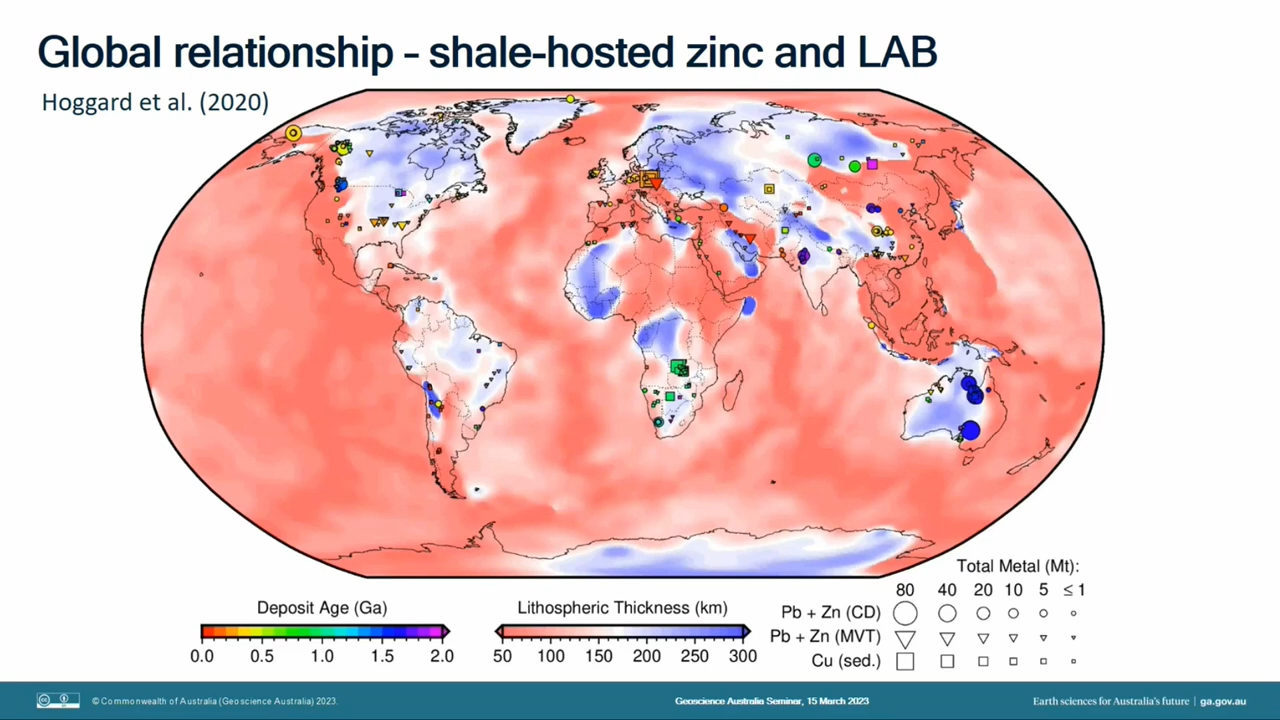 Global relationship - shale-hosted zinc and LAB
Hoggard et al. (2020)
Total Metal (Mt):
80 40 20 10 5 ≤ 1
Deposit Age (Ga)
0.0 0.5 1.0 1.5 2.0
Lithospheric Thickness (km)
50 100 150 200 250 300
Pb + Zn (CD)
Pb + Zn (MVT)
Cu (sed.)
© Commonwealth of Australia (Geoscience Australia) 2023.
Geoscience Australia Seminar, 15 March 2023
Earth sciences for Australia's future | ga.gov.au